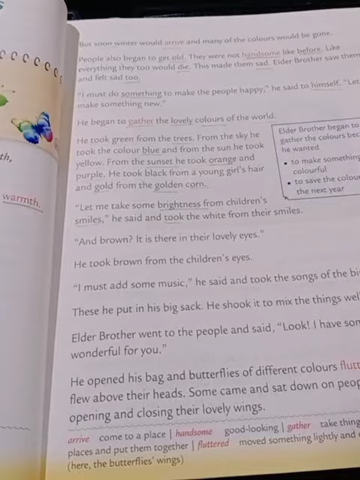 But soon winter would arrive and many of the colours would be gone.
People also began to get old. They were not handsome like before. Like
everything they too would die. This made them sad. Elder Brother saw them
and felt sad too.
"I must do something to make the people happy," he said to himself. "Let
make something new."
He began to gather the lovely colours of the world.
He took green from the trees. From the sky he
took the colour blue and from the sun he took
yellow. From the sunset he took orange and
purple. He took black from a young girl's hair
and gold from the golden corn.
Elder Brother began to
gather the colours
he wanted
• to make something
colourful
• to save the colours
the next year
"Let me take some brightness from children's
smiles," he said and took the white from their smiles.
"And brown? It is there in their lovely eyes."
He took brown from the children's eyes.
"I must add some music," he said and took the songs of the
These he put in his big sack. He shook it to mix the things
Elder Brother went to the people and said, "Look! I have
wonderful for you."
He opened his bag and butterflies of different colours
flew above their heads. Some came and sat down on
opening and closing their lovely wings.
arrive come to a place | handsome good-looking | gather take
places and put them together | fluttered moved something lightly and
(here, the butterflies' wings)
warmth.